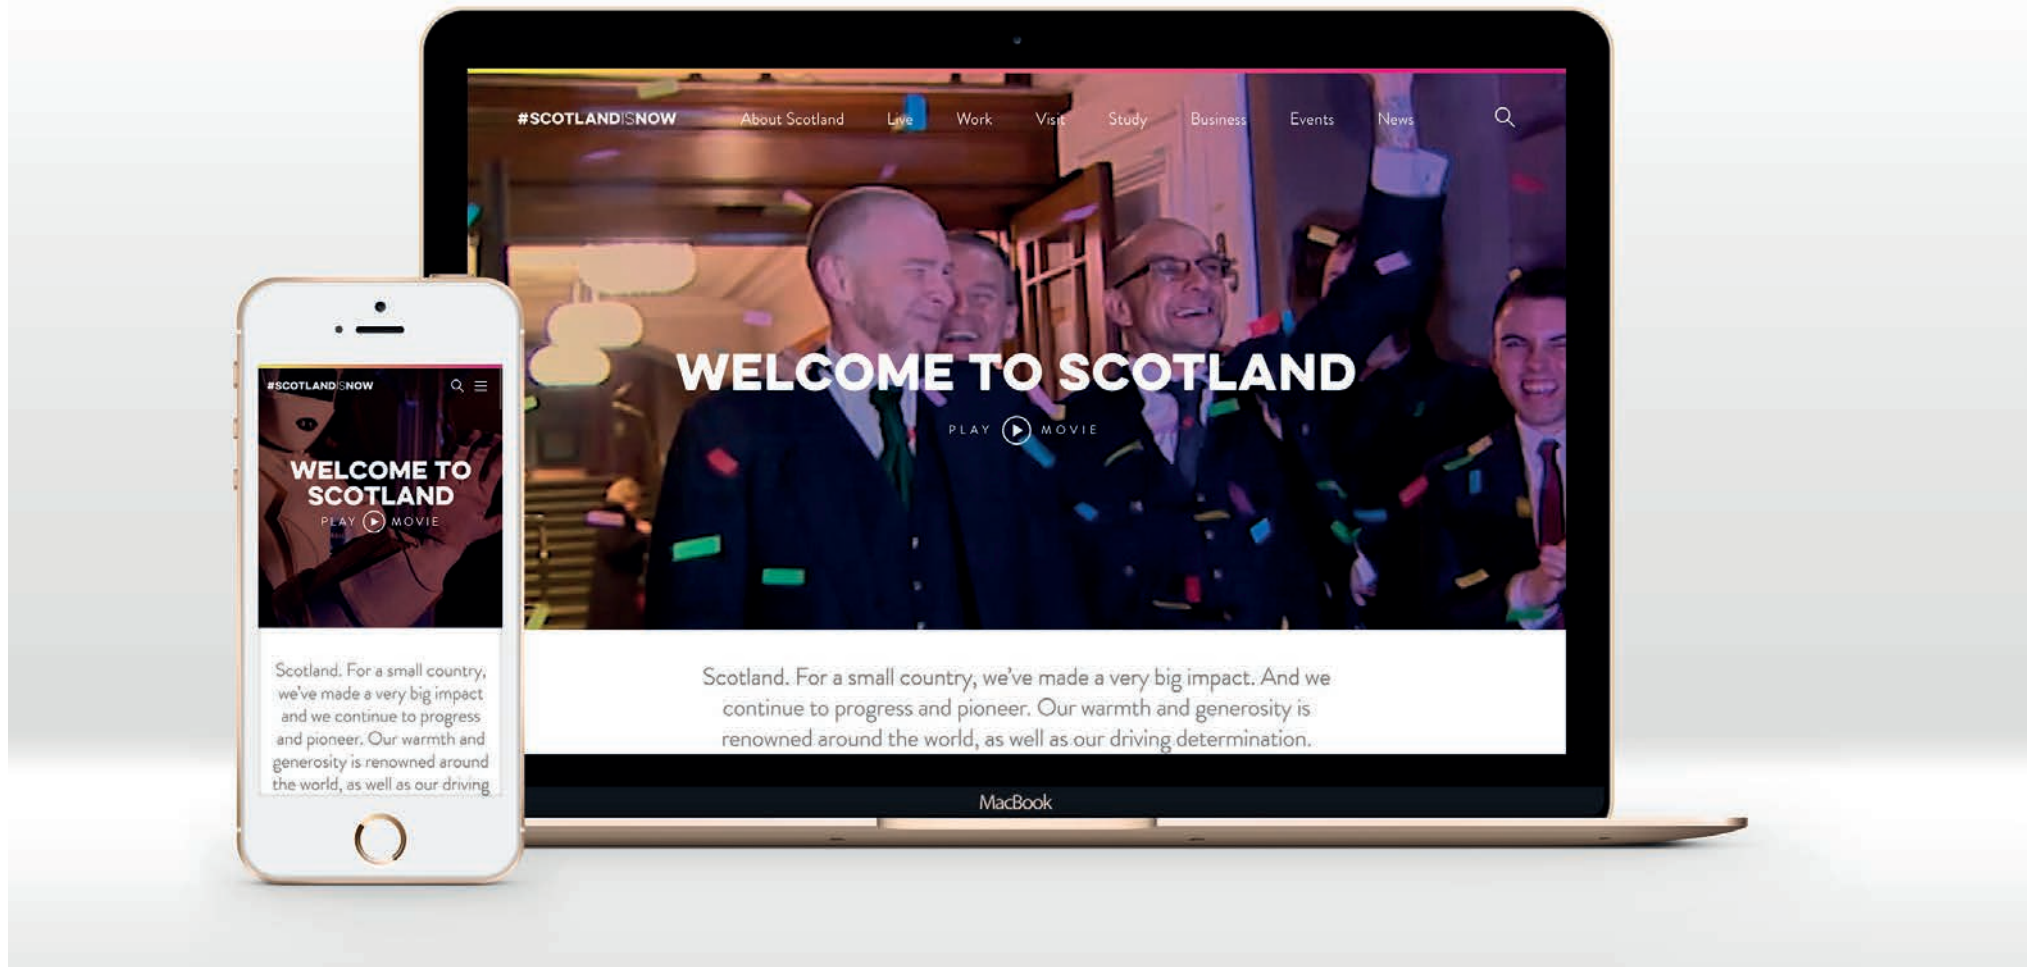 #SCOTLANDISNOW About Scotland Live Work Visit Study Business Events News
WELCOME TO SCOTLAND
PLAY MOVIE
Scotland. For a small country, we've made a very big impact. And we
continue to progress and pioneer. Our warmth and generosity is
renowned around the world, as well as our driving determination.
MacBook
#SCOTLANDISNOW
WELCOME TO
SCOTLAND
PLAY MOVIE
Scotland. For a small country,
we've made a very big impact
and we continue to progress
and pioneer. Our warmth and
generosity is renowned around
the world, as well as our driving